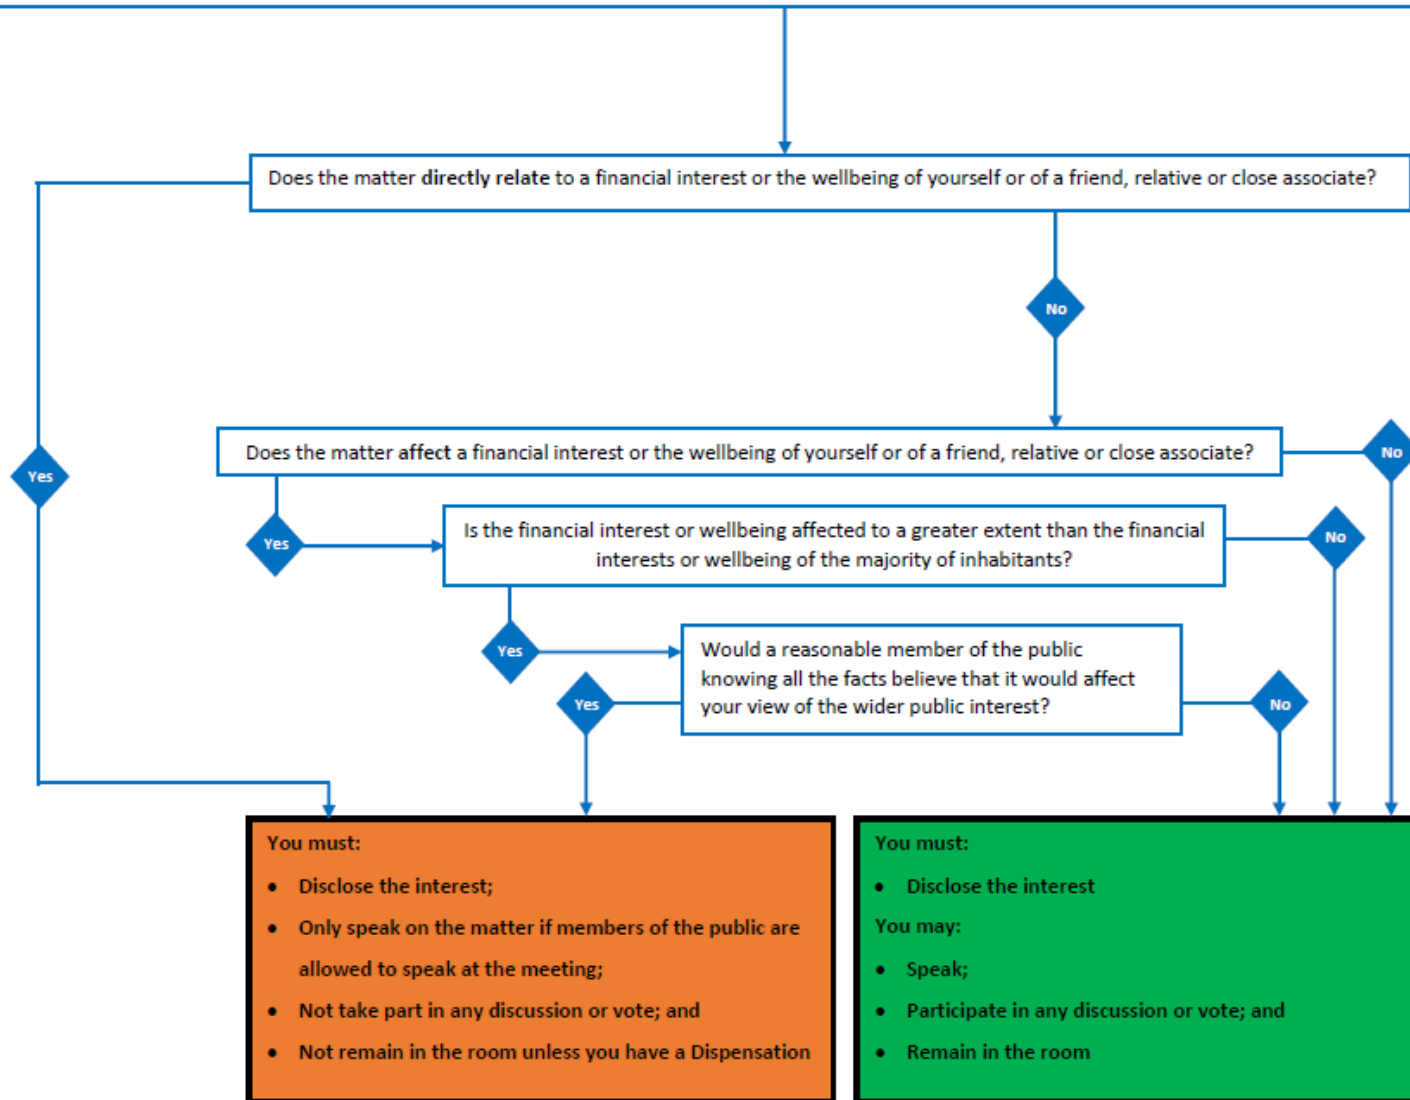 Does the matter directly relate to a financial interest or the wellbeing of yourself or of a friend, relative or close associate?
No
Does the matter affect a financial interest or the wellbeing of yourself or of a friend, relative or close associate?
No
Yes
Yes
Is the financial interest or wellbeing affected to a greater extent than the financial
interests or wellbeing of the majority of inhabitants?
No
Yes
Would a reasonable member of the public
knowing all the facts believe that it would affect
your view of the wider public interest?
Yes
No
You must:
• Disclose the interest;
• Only speak on the matter if members of the public are
allowed to speak at the meeting;
• Not take part in any discussion or vote; and
• Not remain in the room unless you have a Dispensation
You must:
• Disclose the interest
You may:
• Speak;
• Participate in any discussion or vote; and
• Remain in the room